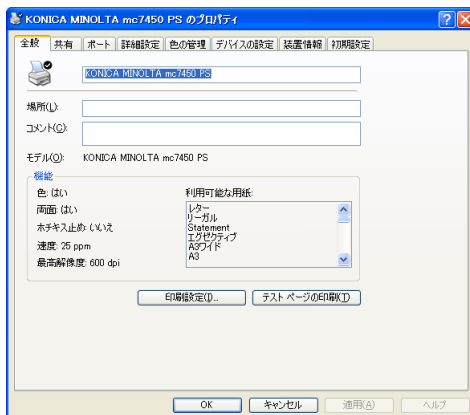 KONICA MINOLTA mc7450 PS のプロパティ
全般 共有 ポート 詳細設定 色の管理 デバイスの設定 装置情報 初期設定
KONICA MINOLTA mc7450 PS
場所(L):
コメント(C):
モデル(O): KONICA MINOLTA mc7450 PS
機能
色: はい 利用可能な用紙:
両面: はい
ホチキス止め: いいえ
速度: 25 ppm
最高解像度: 600 dpi
レター
リーガル
Statement
エグゼクティブ
A3ワイド
A3
印刷設定(I)... テスト ページの印刷(T)
OK キャンセル 適用(A) ヘルプ